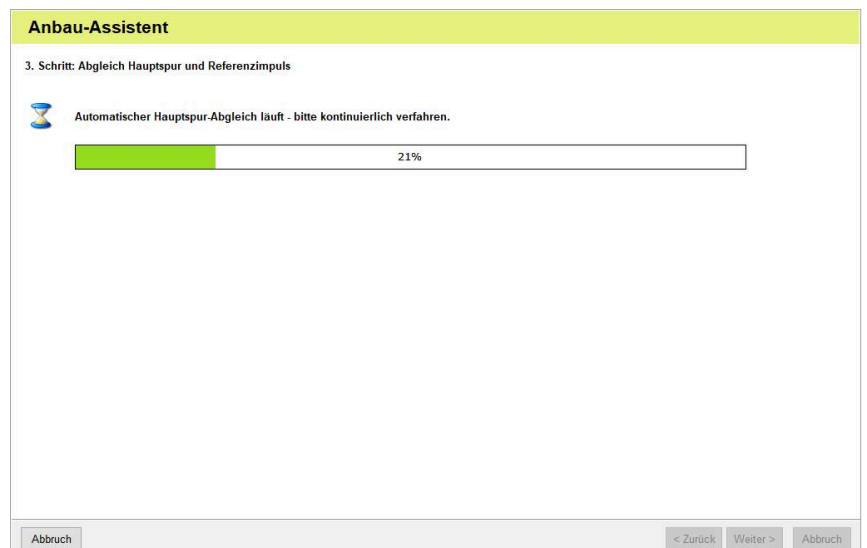 Anbau-Assistent
3. Schritt: Abgleich Hauptspur und Referenzimpuls
Automatischer Hauptspur-Abgleich läuft - bitte kontinuierlich verfahren.
21%
Abbruch
< Zurück
Weiter >
Abbruch